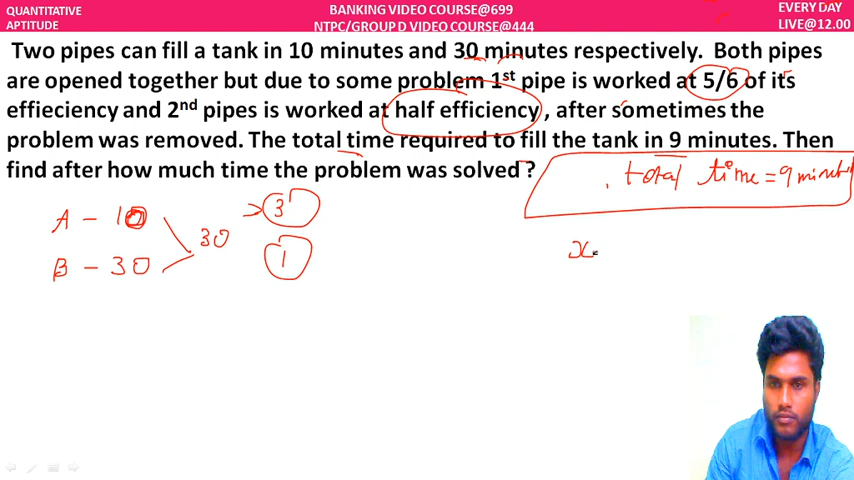 QUANTITATIVE
APTITUDE
BANKING VIDEO COURSE@699
NTPC/GROUP D VIDEO COURSE@444
EVERY DAY
LIVE@12.00
Two pipes can fill a tank in 10 minutes and 30 minutes respectively. Both pipes
are opened together but due to some problem 1st pipe is worked at 5/6 of its
effieciency and 2nd pipes is worked at half efficiency , after sometimes the
problem was removed. The total time required to fill the tank in 9 minutes. Then
find after how much time the problem was solved ?
total time = 9 minutes
A - 10
B - 30
30
3
1
x